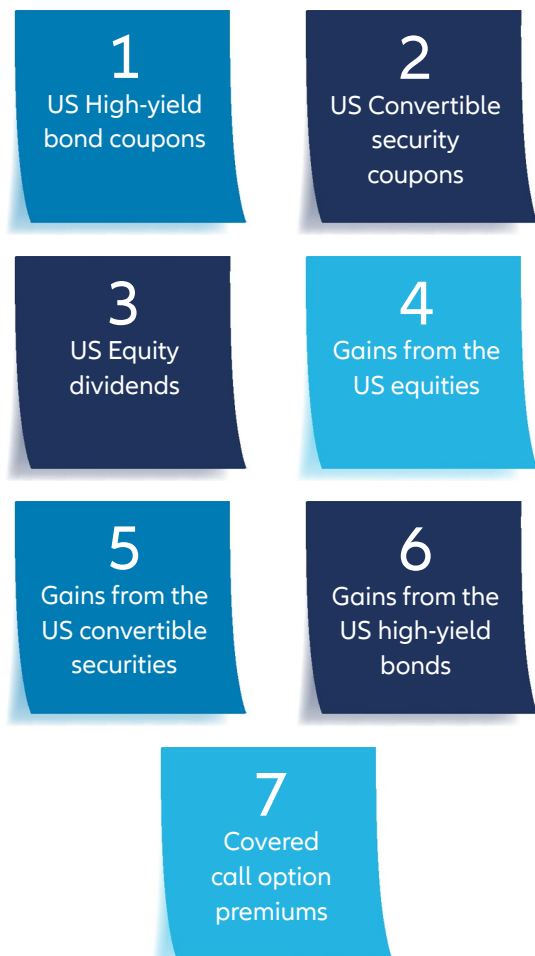 1
US High-yield
bond coupons
2
US Convertible
security
coupons
3
US Equity
dividends
4
Gains from the
US equities
5
Gains from the
US convertible
securities
6
Gains from the
US high-yield
bonds
7
Covered
call option
premiums